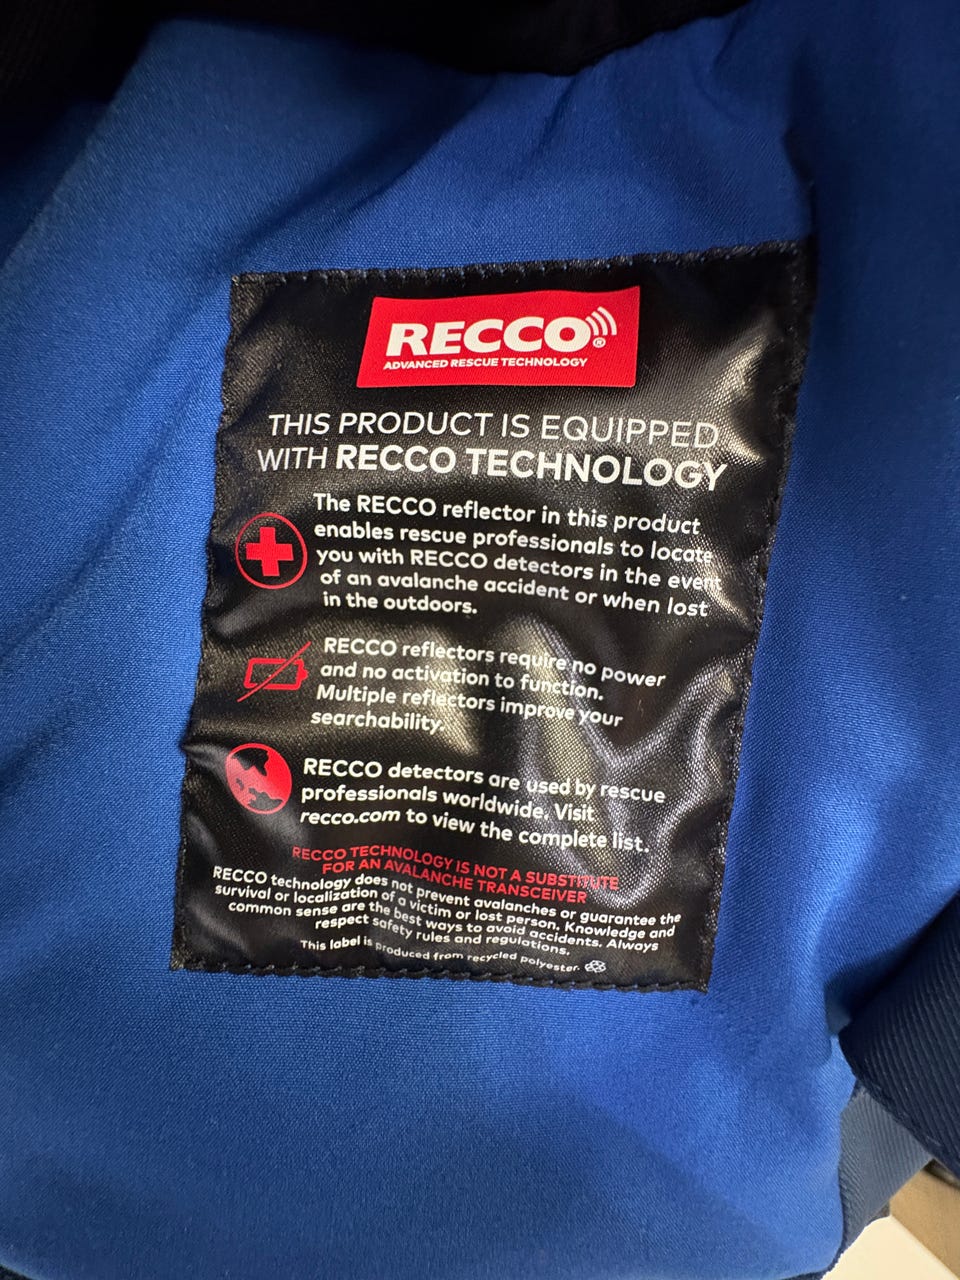 RECCO®
ADVANCED RESCUE TECHNOLOGY
THIS PRODUCT IS EQUIPPED
WITH RECCO TECHNOLOGY
The RECCO reflector in this product
enables rescue professionals to locate
you with RECCO detectors in the event
of an avalanche accident or when lost
in the outdoors.
RECCO reflectors require no power
and no activation to function.
Multiple reflectors improve your
searchability.
RECCO detectors are used by rescue
professionals worldwide. Visit
recco.com to view the complete list.
RECCO TECHNOLOGY IS NOT A SUBSTITUTE
FOR AN AVALANCHE TRANSCEIVER
RECCO technology does not prevent avalanches or guarantee the
survival or localization of a victim or lost person. Knowledge and
common sense are the best ways to avoid accidents. Always
respect safety rules and regulations.
This label is produced from recycled polyester.